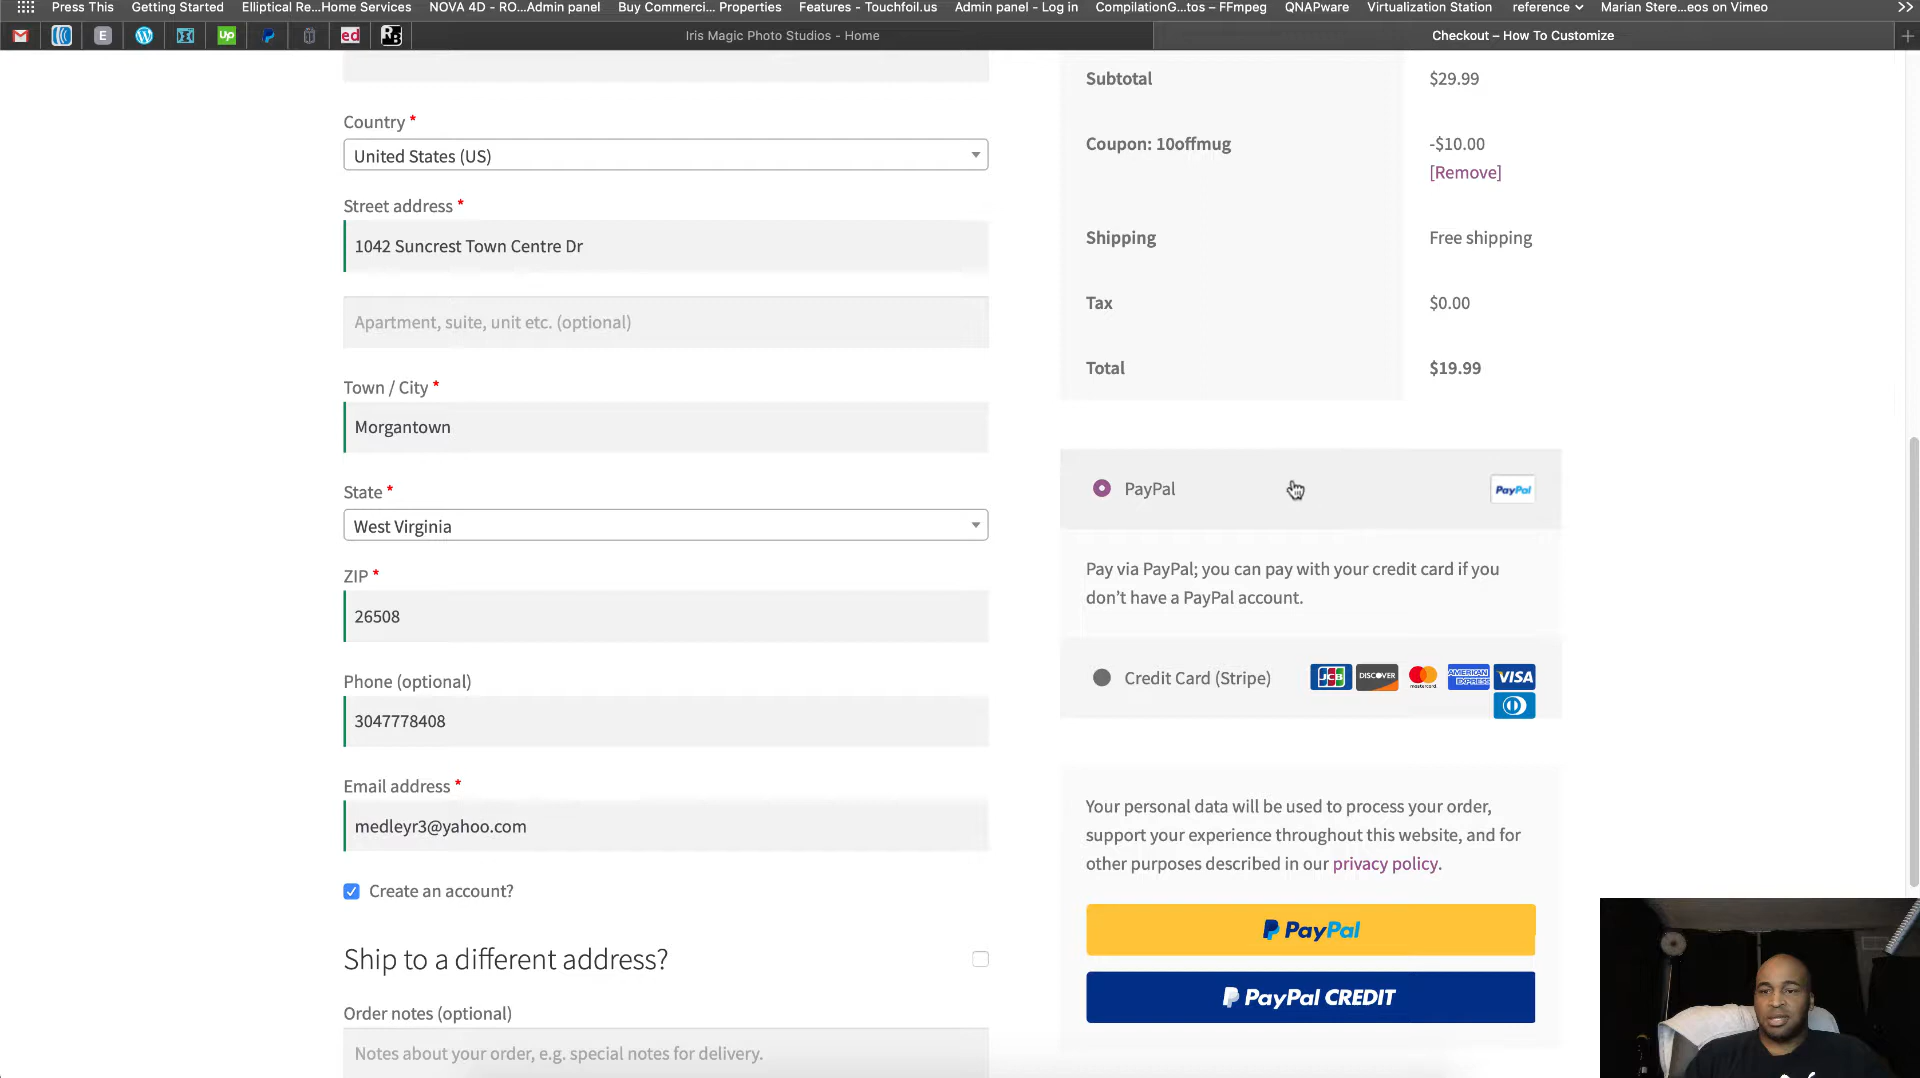 Press This Getting Started Elliptical Re...Home Services NOVA 4D - RO...Admin panel Buy Commerci... Properties Features - Touchfoil.us Admin panel - Log in CompilationG...tos – FFmpeg QNAPware Virtualization Station reference Marian Stere...eos on Vimeo
E Up ed RB Iris Magic Photo Studios - Home Checkout – How To Customize
Country *
United States (US)
Street address *
1042 Suncrest Town Centre Dr
Apartment, suite, unit etc. (optional)
Town / City *
Morgantown
State *
West Virginia
ZIP *
26508
Phone (optional)
3047778408
Email address *
medleyr3@yahoo.com
Create an account?
Ship to a different address?
Order notes (optional)
Notes about your order, e.g. special notes for delivery.
Subtotal $29.99
Coupon: 10offmug -$10.00
[Remove]
Shipping Free shipping
Tax $0.00
Total $19.99
PayPal PayPal
Pay via PayPal; you can pay with your credit card if you
don’t have a PayPal account.
Credit Card (Stripe) JCB DISCOVER mastercard AMERICAN EXPRESS VISA
Your personal data will be used to process your order,
support your experience throughout this website, and for
other purposes described in our privacy policy.
PayPal
PayPal CREDIT